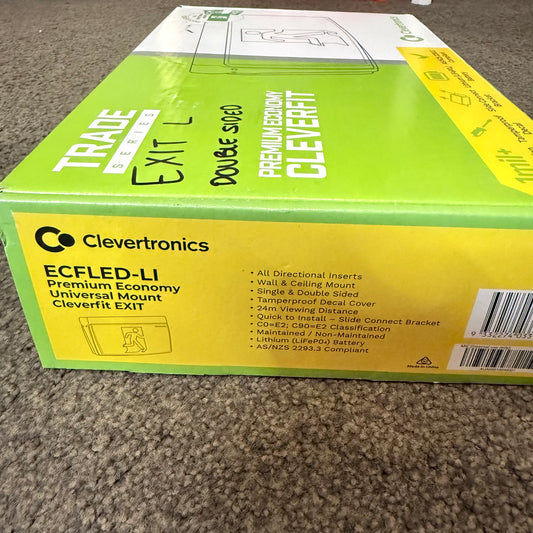 TRADE
SERIES
EXIT L
DOUBLE SIDED
PREMIUM ECONOMY
CLEVERFIT
Clevertronics
ECFLED-LI
Premium Economy
Universal Mount
Cleverfit EXIT
• All Directional Inserts
• Wall & Ceiling Mount
• Single & Double Sided
• Tamperproof Decal Cover
• 24m Viewing Distance
• Quick to Install – Slide Connect Bracket
• C0=E2; C90=E2 Classification
• Maintained / Non-Maintained
• Lithium (LiFePO4) Battery
• AS/NZS 2293.3 Compliant
Made in China